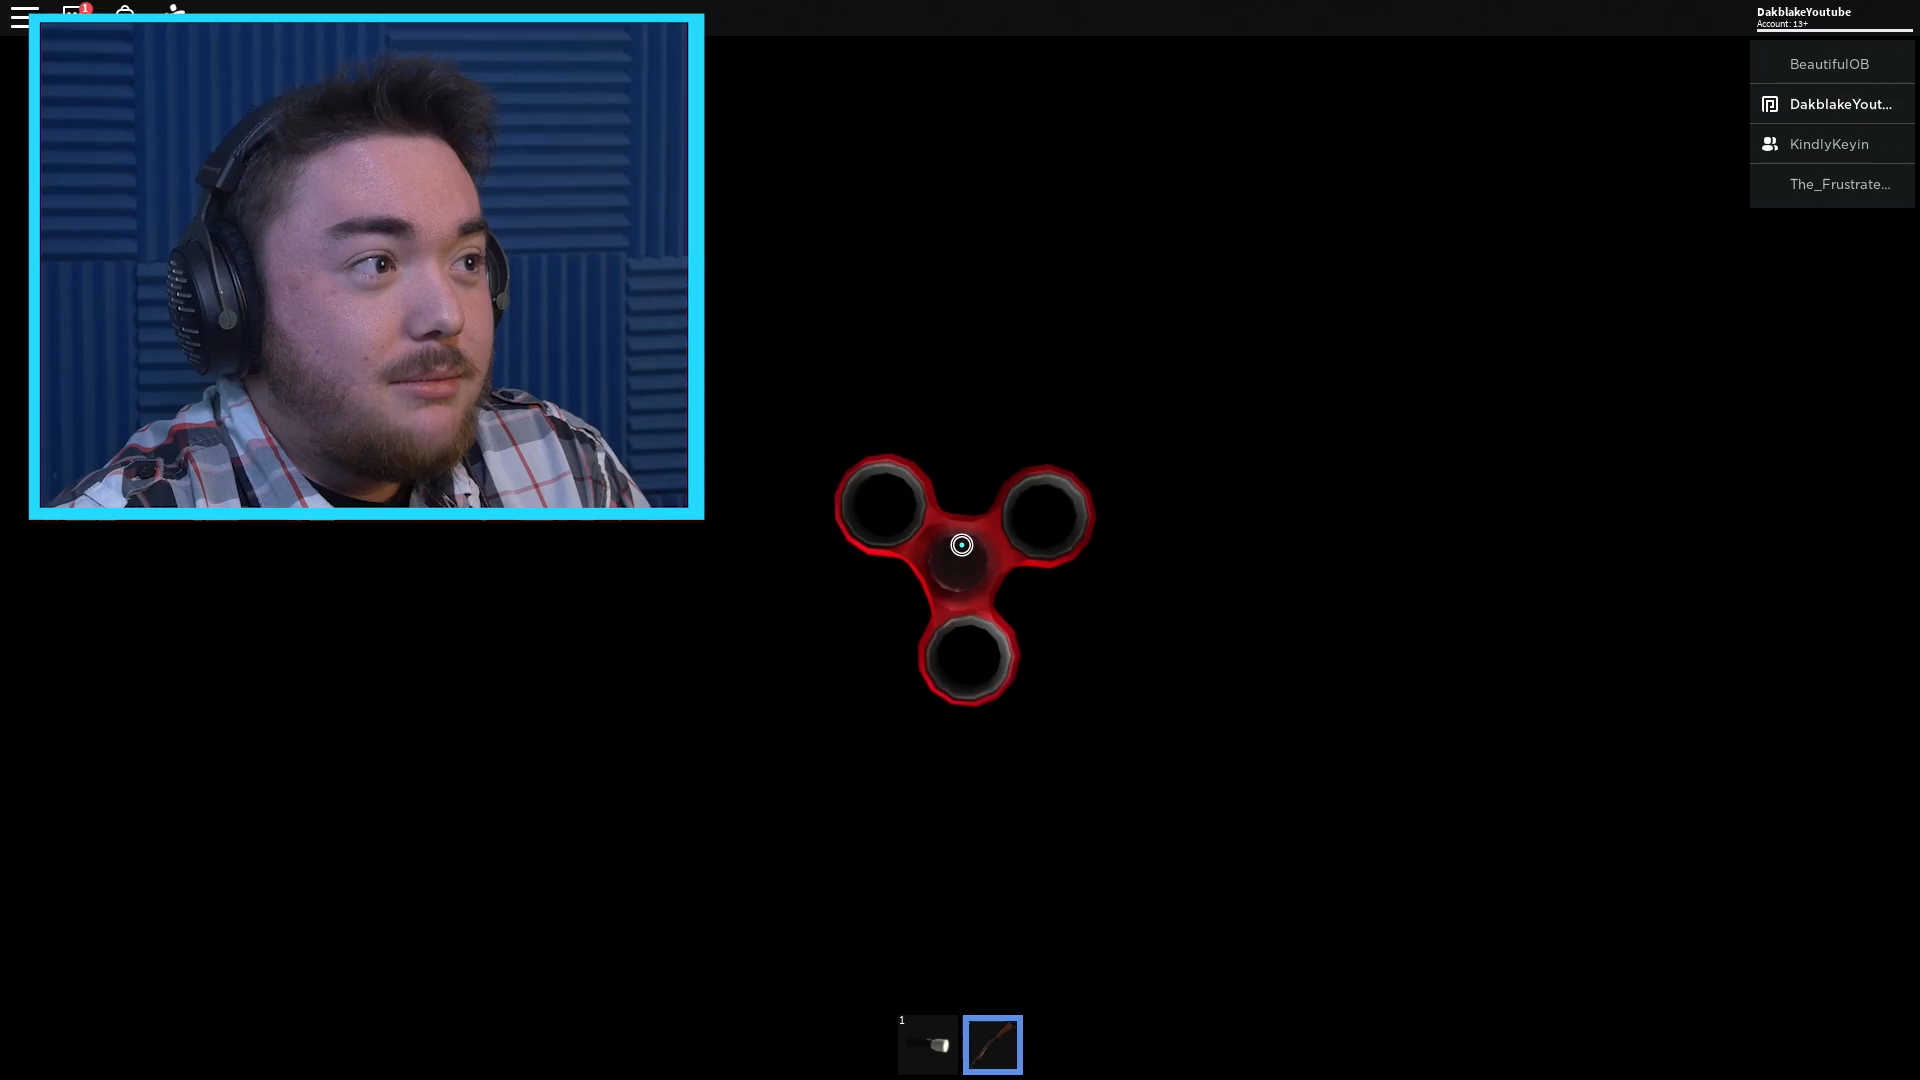 1
DakblakeYoutube
Account: 13+
BeautifulOB
DakblakeYout...
KindlyKeyin
The_Frustrate...
1